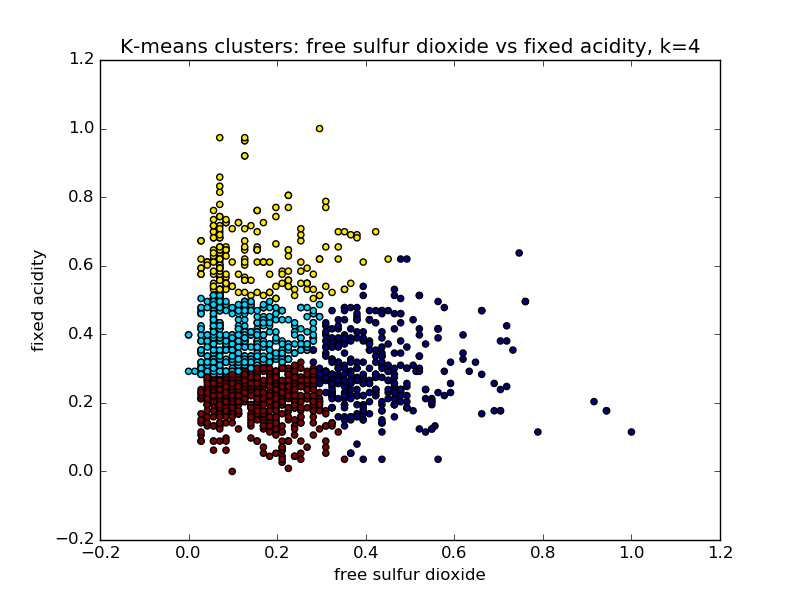 K-means clusters: free sulfur dioxide vs fixed acidity, k=4
1.2
1.0
0.8
0.6
0.4
0.2
0.0
−0.2
fixed acidity
−0.2 0.0 0.2 0.4 0.6 0.8 1.0 1.2
free sulfur dioxide